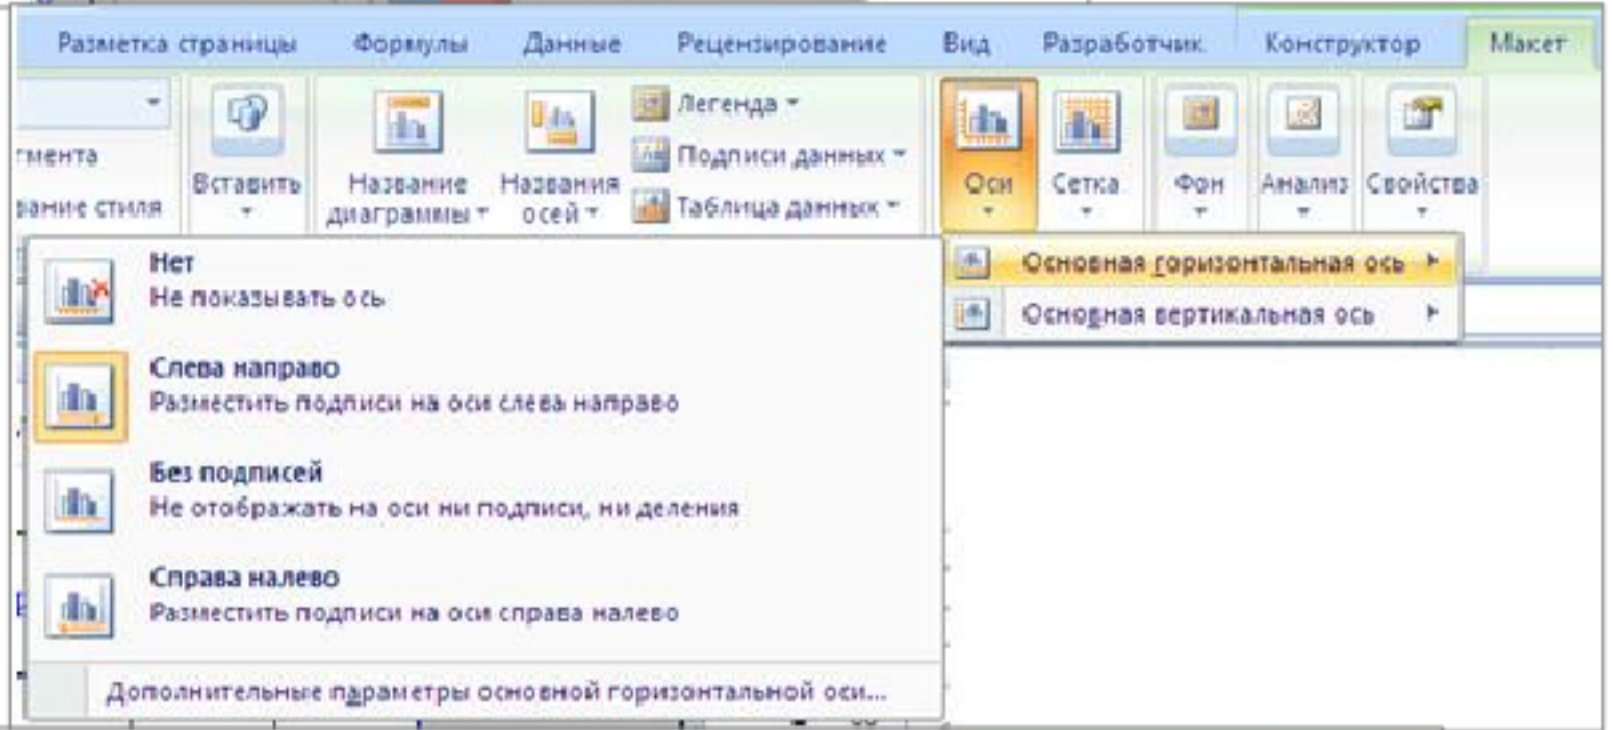 Разметка страницы Формулы Данные Рецензирование Вид Разработчик Конструктор Макет
Легенда
гмента Подписи данных
Вставить Название Названия Оси Сетка Фон Анализ Свойства
вание стиля диаграммы осей Таблица данных
Нет
Не показывать ось
Слева направо
Разместить подписи на оси слева направо
Без подписей
Не отображать на оси ни подписи, ни деления
Справа налево
Разместить подписи на оси справа налево
Дополнительные параметры основной горизонтальной оси...
Основная горизонтальная ось
Основная вертикальная ось